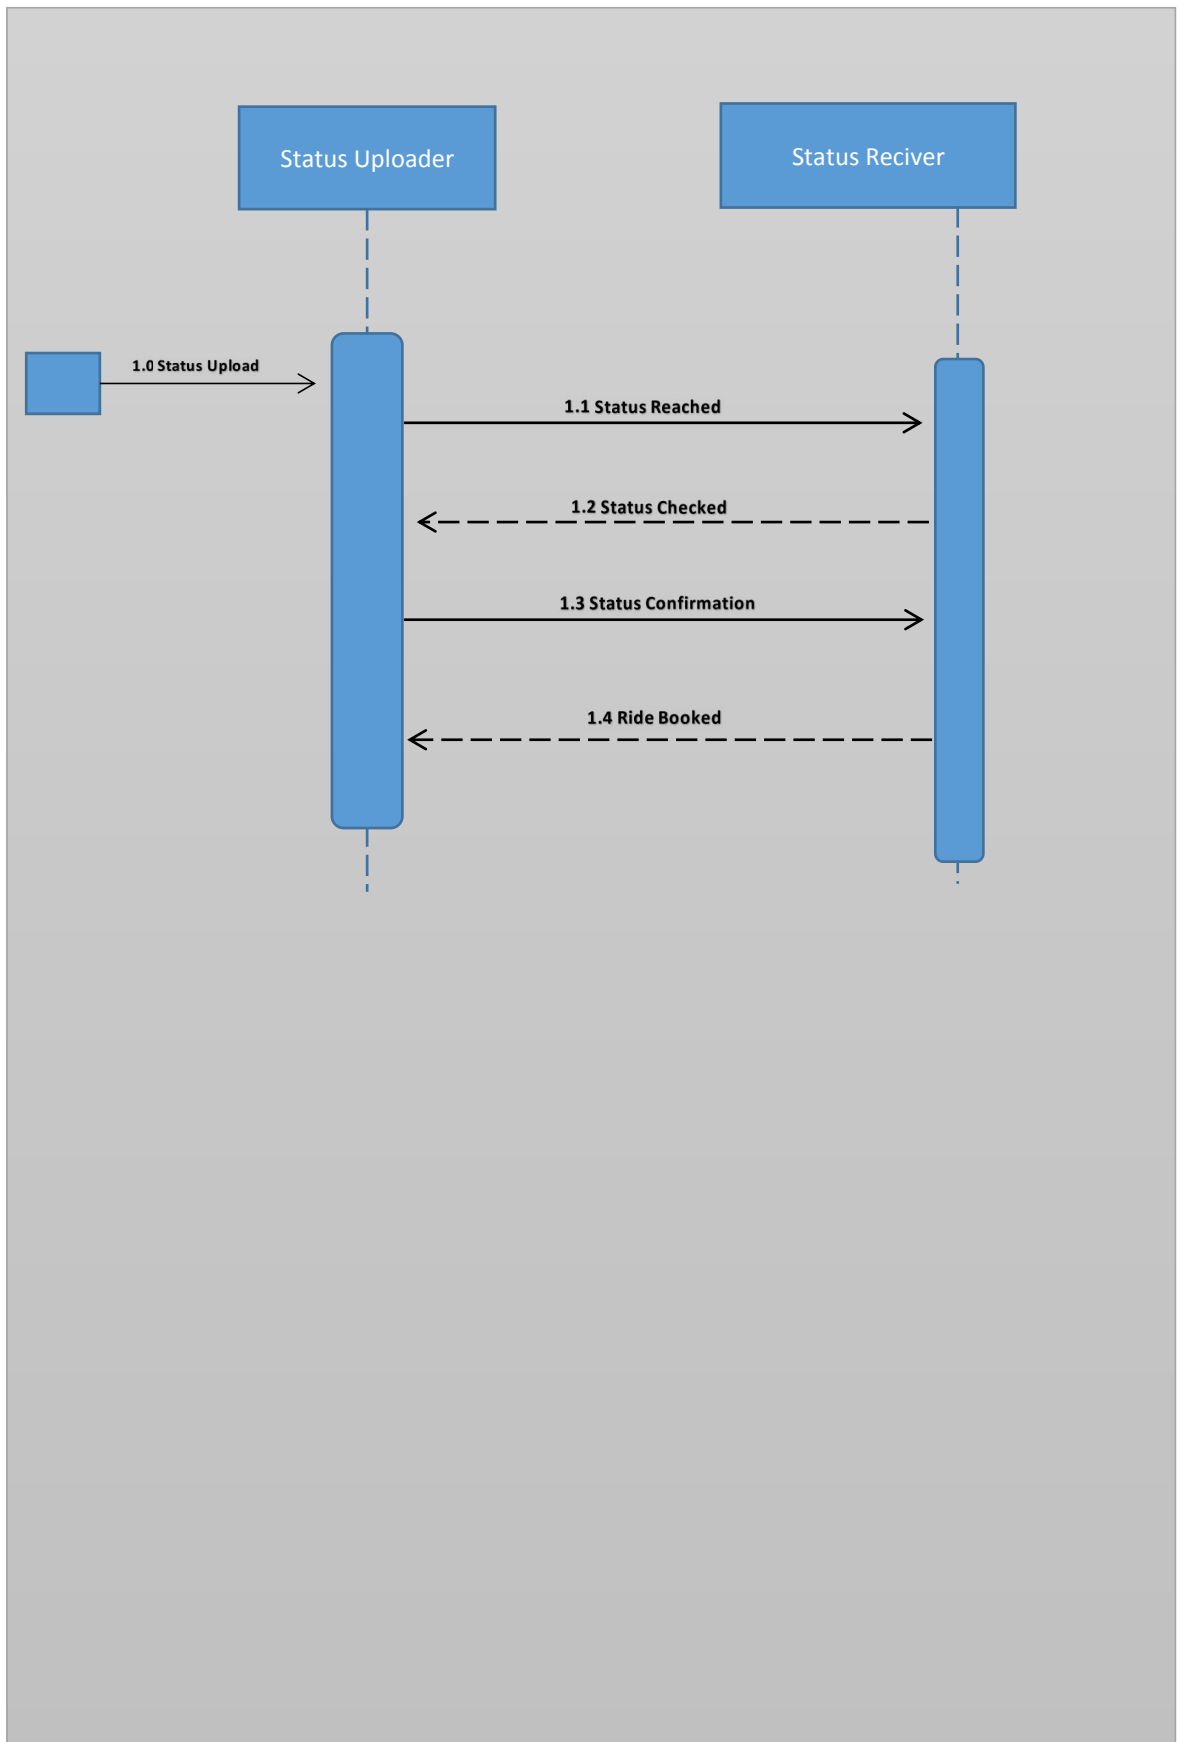 Status Uploader
Status Reciver
1.0 Status Upload
1.1 Status Reached
1.2 Status Checked
1.3 Status Confirmation
1.4 Ride Booked